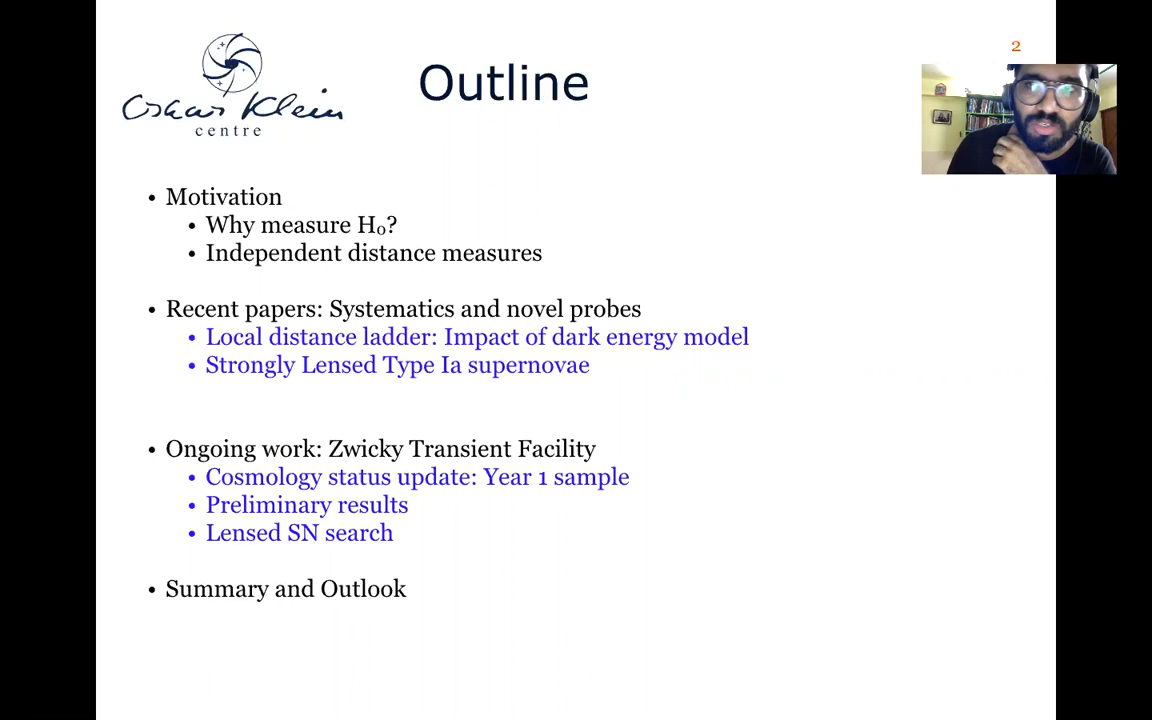 2
Oskar Klein
centre
Outline
• Motivation
• Why measure H₀?
• Independent distance measures
• Recent papers: Systematics and novel probes
• Local distance ladder: Impact of dark energy model
• Strongly Lensed Type Ia supernovae
• Ongoing work: Zwicky Transient Facility
• Cosmology status update: Year 1 sample
• Preliminary results
• Lensed SN search
• Summary and Outlook